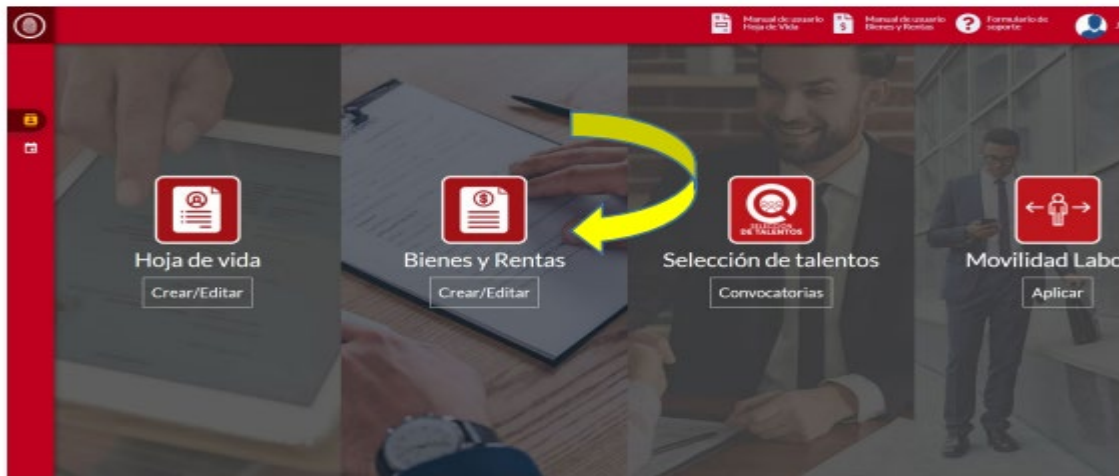 Manual de usuario
Hoja de Vida
Manual de usuario
Bienes y Rentas
Formulario de
soporte
Hoja de vida
Crear/Editar
Bienes y Rentas
Crear/Editar
SELECCIÓN
DE TALENTOS
Selección de talentos
Convocatorias
Movilidad Labo
Aplicar